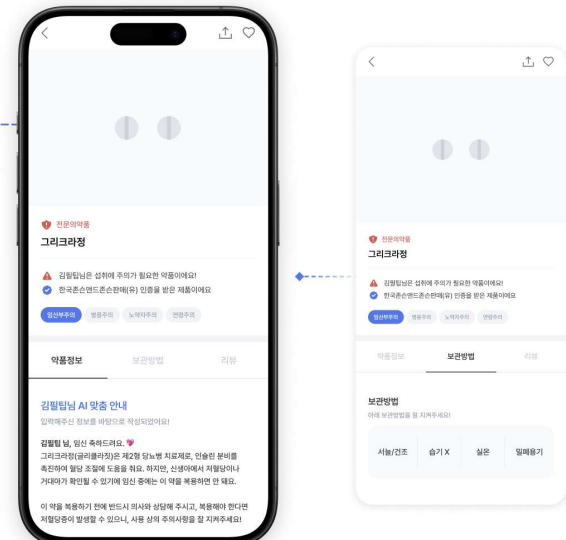 전문의약품
그리크라정
김필팁님은 섭취에 주의가 필요한 약품이에요!
한국존슨앤드존슨판매(유) 인증을 받은 제품이에요
임산부주의 병용주의 노약자주의 연령주의
약품정보 보관방법 리뷰
김필팁님 AI 맞춤 안내
입력해주신 정보를 바탕으로 작성되었어요!
김필팁 님, 임신 축하드려요. 💝
그리크라정(글리클라짓)은 제2형 당뇨병 치료제로, 인슐린 분비를
촉진하여 혈당 조절에 도움을 줘요. 하지만, 신생아에서 저혈당이나
거대아가 확인될 수 있기에 임신 중에는 이 약을 복용하면 안 돼요.
이 약을 복용하기 전에 반드시 의사와 상담해 주시고, 복용해야 한다면
저혈당증이 발생할 수 있으니, 사용 상의 주의사항을 잘 지켜주세요!
전문의약품
그리크라정
김필팁님은 섭취에 주의가 필요한 약품이에요!
한국존슨앤드존슨판매(유) 인증을 받은 제품이에요
임산부주의 병용주의 노약자주의 연령주의
약품정보 보관방법 리뷰
보관방법
아래 보관방법을 잘 지켜주세요!
서늘/건조 습기 X 실온 밀폐용기